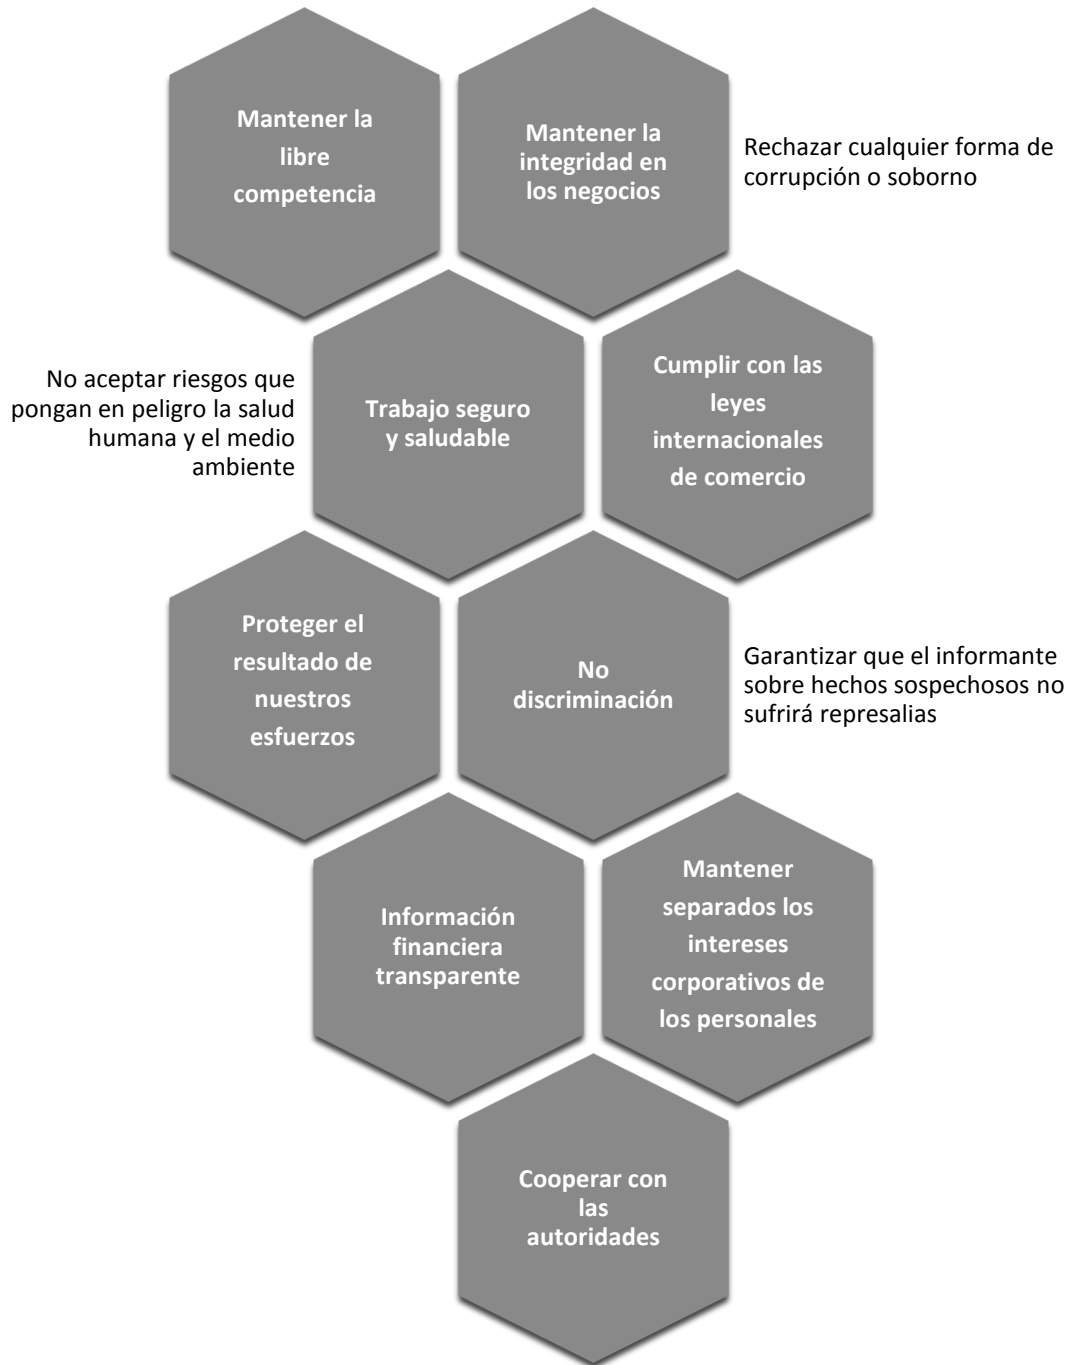 Mantener la
libre
competencia
Mantener la
integridad en
los negocios
Rechazar cualquier forma de
corrupción o soborno
No aceptar riesgos que
pongan en peligro la salud
humana y el medio
ambiente
Trabajo seguro
y saludable
Cumplir con las
leyes
internacionales
de comercio
Proteger el
resultado de
nuestros
esfuerzos
No
discriminación
Garantizar que el informante
sobre hechos sospechosos no
sufrirá represalias
Información
financiera
transparente
Mantener
separados los
intereses
corporativos de
los personales
Cooperar con
las
autoridades